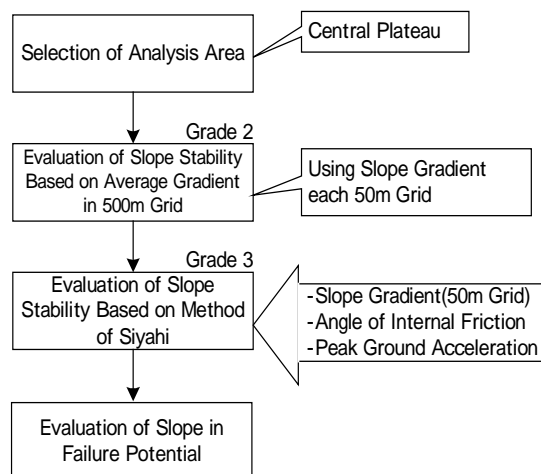 Selection of Analysis Area
Central Plateau
Grade 2
Evaluation of Slope Stability
Based on Average Gradient
in 500m Grid
Using Slope Gradient
each 50m Grid
Grade 3
Evaluation of Slope
Stability Based on Method
of Siyahi
-Slope Gradient(50m Grid)
-Angle of Internal Friction
-Peak Ground Acceleration
Evaluation of Slope in
Failure Potential